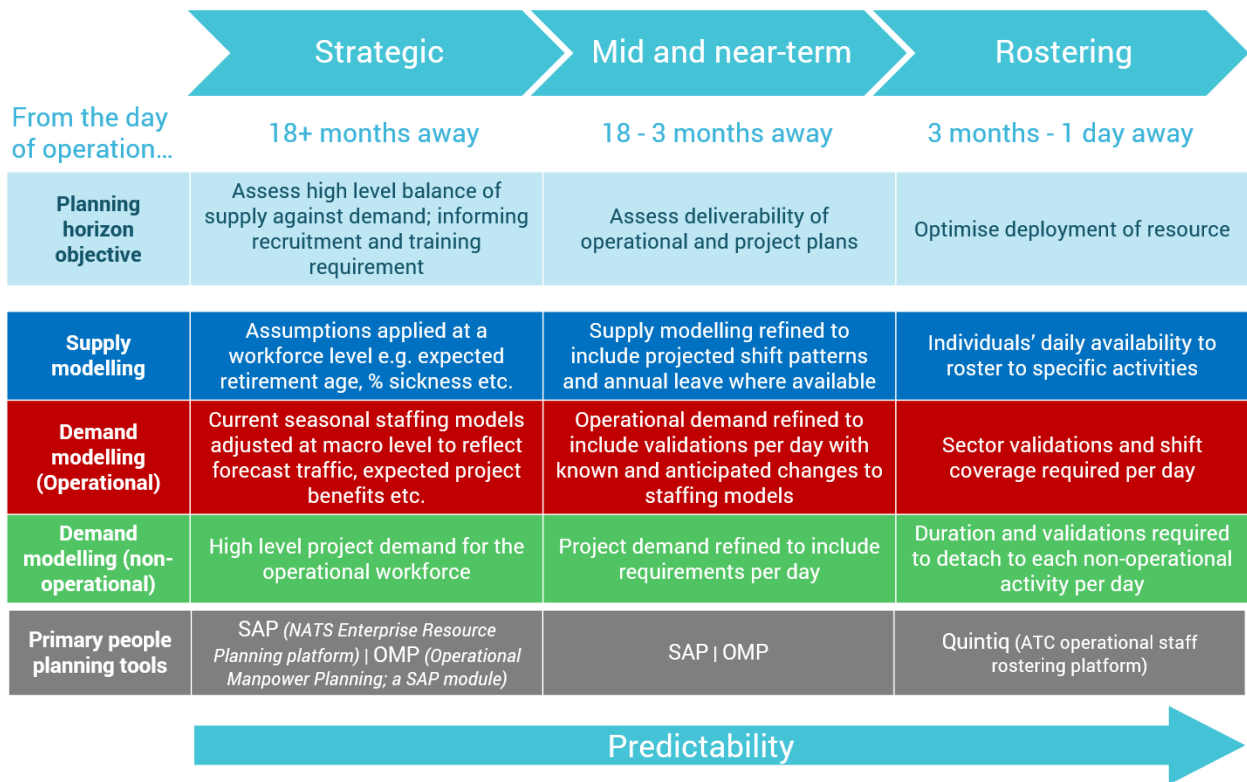 Strategic
Mid and near-term
Rostering
From the day
of operation...
18+ months away
18 - 3 months away
3 months - 1 day away
Planning
horizon
objective
Assess high level balance of
supply against demand; informing
recruitment and training
requirement
Assess deliverability of
operational and project plans
Optimise deployment of resource
Supply
modelling
Assumptions applied at a
workforce level e.g. expected
retirement age, % sickness etc.
Supply modelling refined to
include projected shift patterns
and annual leave where available
Individuals’ daily availability to
roster to specific activities
Demand
modelling
(Operational)
Current seasonal staffing models
adjusted at macro level to reflect
forecast traffic, expected project
benefits etc.
Operational demand refined to
include validations per day with
known and anticipated changes to
staffing models
Sector validations and shift
coverage required per day
Demand
modelling (non-
operational)
High level project demand for the
operational workforce
Project demand refined to include
requirements per day
Duration and validations required
to detach to each non-operational
activity per day
Primary people
planning tools
SAP (NATS Enterprise Resource
Planning platform) | OMP (Operational
Manpower Planning; a SAP module)
SAP | OMP
Quintiq (ATC operational staff
rostering platform)
Predictability